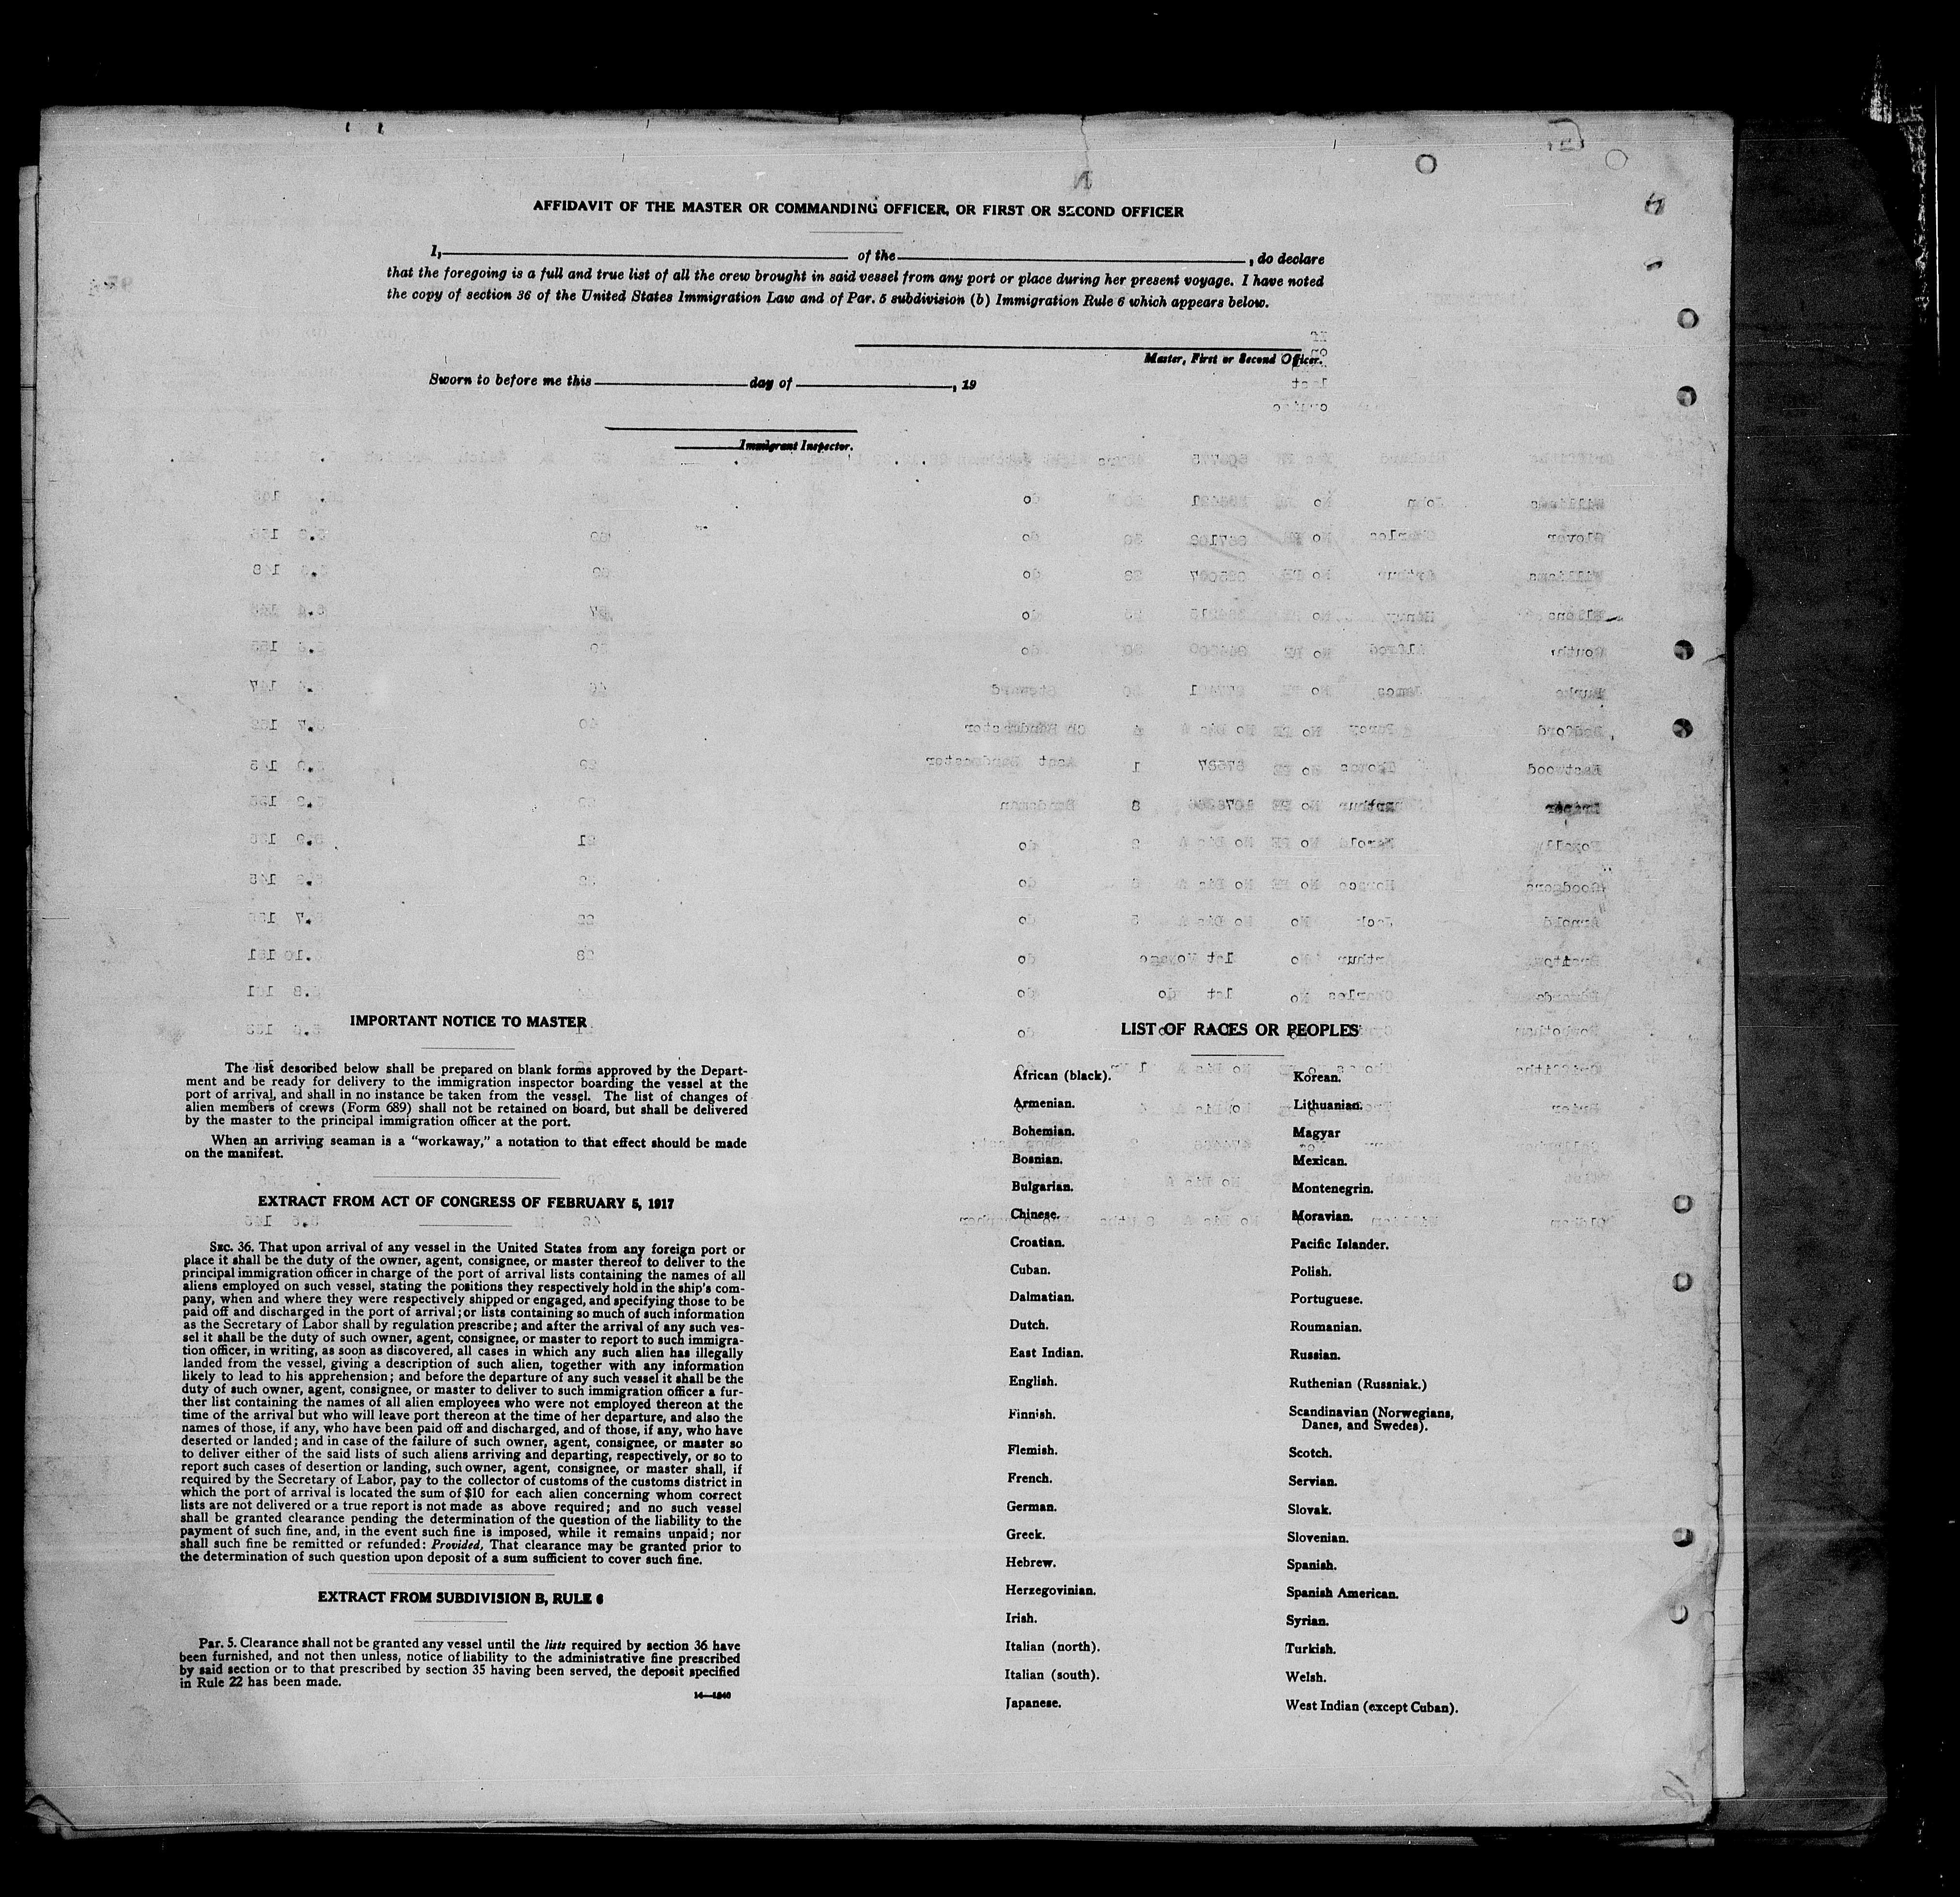 AFFIDAVIT OF THE MASTER OR COMMANDING OFFICER, OR FIRST OR SECOND OFFICER
I, of the , do declare
that the foregoing is a full and true list of all the crew brought in said vessel from any port or place during her present voyage. I have noted
the copy of section 36 of the United States Immigration Law and of Par. 5 subdivision (b) Immigration Rule 6 which appears below.
Master, First or Second Officer.
Sworn to before me this day of , 19
Immigrant Inspector.
IMPORTANT NOTICE TO MASTER
The list described below shall be prepared on blank forms approved by the Depart-
ment and be ready for delivery to the immigration inspector boarding the vessel at the
port of arrival, and shall in no instance be taken from the vessel. The list of changes of
alien members of crews (Form 689) shall not be retained on board, but shall be delivered
by the master to the principal immigration officer at the port.
When an arriving seaman is a "workaway," a notation to that effect should be made
on the manifest.
EXTRACT FROM ACT OF CONGRESS OF FEBRUARY 5, 1917
SEC. 36. That upon arrival of any vessel in the United States from any foreign port or
place it shall be the duty of the owner, agent, consignee, or master thereof to deliver to the
principal immigration officer in charge of the port of arrival lists containing the names of all
aliens employed on such vessel, stating the positions they respectively hold in the ship's com-
pany, when and where they were respectively shipped or engaged, and specifying those to be
paid off and discharged in the port of arrival; or lists containing so much of such information
as the Secretary of Labor shall by regulation prescribe; and after the arrival of any such ves-
sel it shall be the duty of such owner, agent, consignee, or master to report to such immigra-
tion officer, in writing, as soon as discovered, all cases in which any such alien has illegally
landed from the vessel, giving a description of such alien, together with any information
likely to lead to his apprehension; and before the departure of any such vessel it shall be the
duty of such owner, agent, consignee, or master to deliver to such immigration officer a fur-
ther list containing the names of all alien employees who were not employed thereon at the
time of the arrival but who will leave port thereon at the time of her departure, and also the
names of those, if any, who have been paid off and discharged, and of those, if any, who have
deserted or landed; and in case of the failure of such owner, agent, consignee, or master so
to deliver either of the said lists of such aliens arriving and departing, respectively, or so to
report such cases of desertion or landing, such owner, agent, consignee, or master shall, if
required by the Secretary of Labor, pay to the collector of customs of the customs district in
which the port of arrival is located the sum of $10 for each alien concerning whom correct
lists are not delivered or a true report is not made as above required; and no such vessel
shall be granted clearance pending the determination of the question of the liability to the
payment of such fine, and, in the event such fine is imposed, while it remains unpaid; nor
shall such fine be remitted or refunded: Provided, That clearance may be granted prior to
the determination of such question upon deposit of a sum sufficient to cover such fine.
EXTRACT FROM SUBDIVISION B, RULE 6
Par. 5. Clearance shall not be granted any vessel until the lists required by section 36 have
been furnished, and not then unless, notice of liability to the administrative fine prescribed
by said section or to that prescribed by section 35 having been served, the deposit specified
in Rule 22 has been made.
14—1240
LIST OF RACES OR PEOPLES
African (black).
Armenian.
Bohemian.
Bosnian.
Bulgarian.
Chinese.
Croatian.
Cuban.
Dalmatian.
Dutch.
East Indian.
English.
Finnish.
Flemish.
French.
German.
Greek.
Hebrew.
Herzegovinian.
Irish.
Italian (north).
Italian (south).
Japanese.
Korean.
Lithuanian.
Magyar
Mexican.
Montenegrin.
Moravian.
Pacific Islander.
Polish.
Portuguese.
Roumanian.
Russian.
Ruthenian (Russniak.)
Scandinavian (Norwegians,
Danes, and Swedes).
Scotch.
Servian.
Slovak.
Slovenian.
Spanish.
Spanish American.
Syrian.
Turkish.
Welsh.
West Indian (except Cuban).